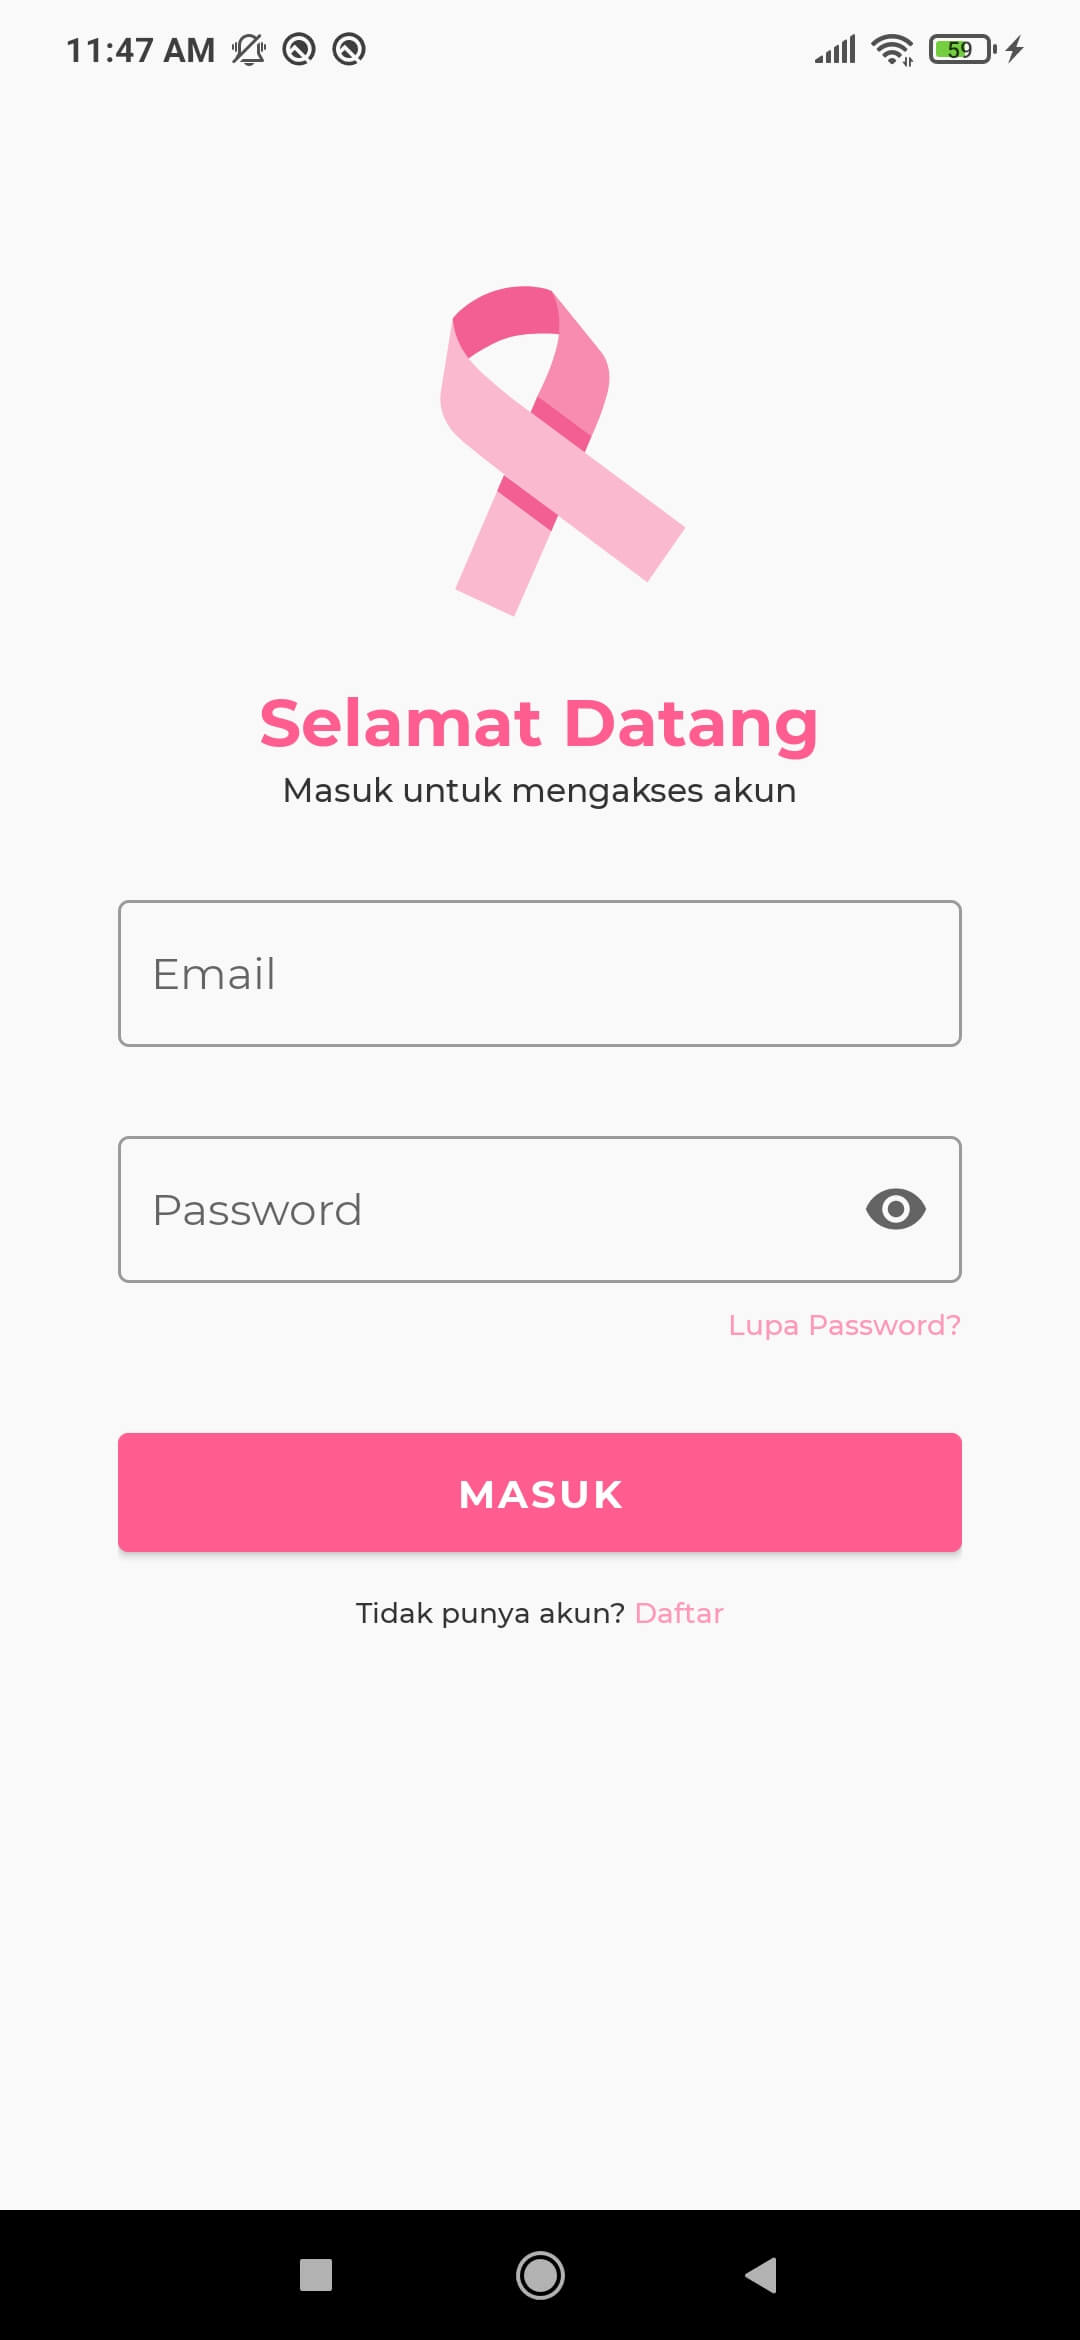 11:47 AM
59
Selamat Datang
Masuk untuk mengakses akun
Email
Password
Lupa Password?
MASUK
Tidak punya akun? Daftar